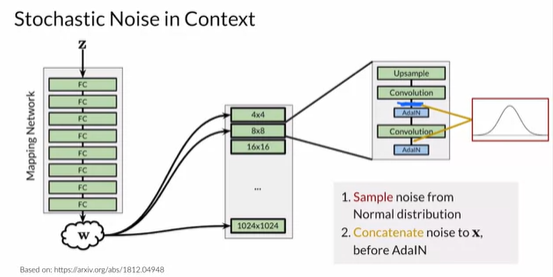 Stochastic Noise in Context
Z
Mapping Network
FC
FC
FC
FC
FC
FC
FC
FC
W
4x4
8x8
16x16
...
1024x1024
Upsample
Convolution
AdaIN
Convolution
AdaIN
1. Sample noise from
Normal distribution
2. Concatenate noise to x,
before AdaIN
Based on: https://arxiv.org/abs/1812.04948